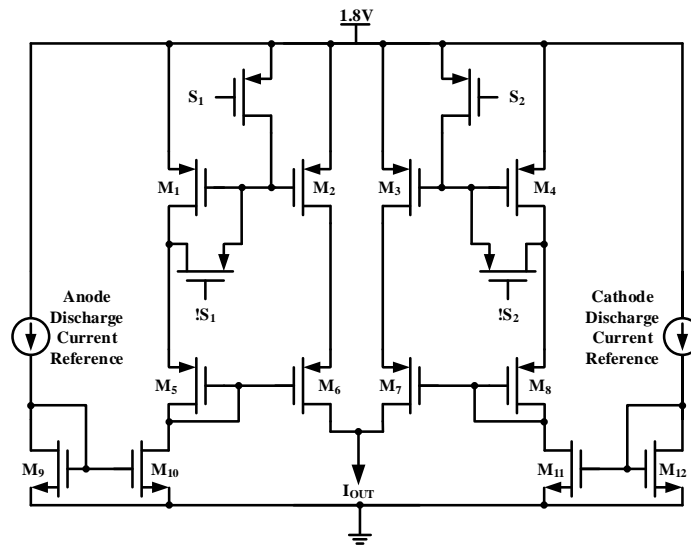 1.8V
S1
S2
M1
M2
M3
M4
!S1
!S2
Anode
Discharge
Current
Reference
Cathode
Discharge
Current
Reference
M5
M6
M7
M8
M9
M10
IOUT
M11
M12